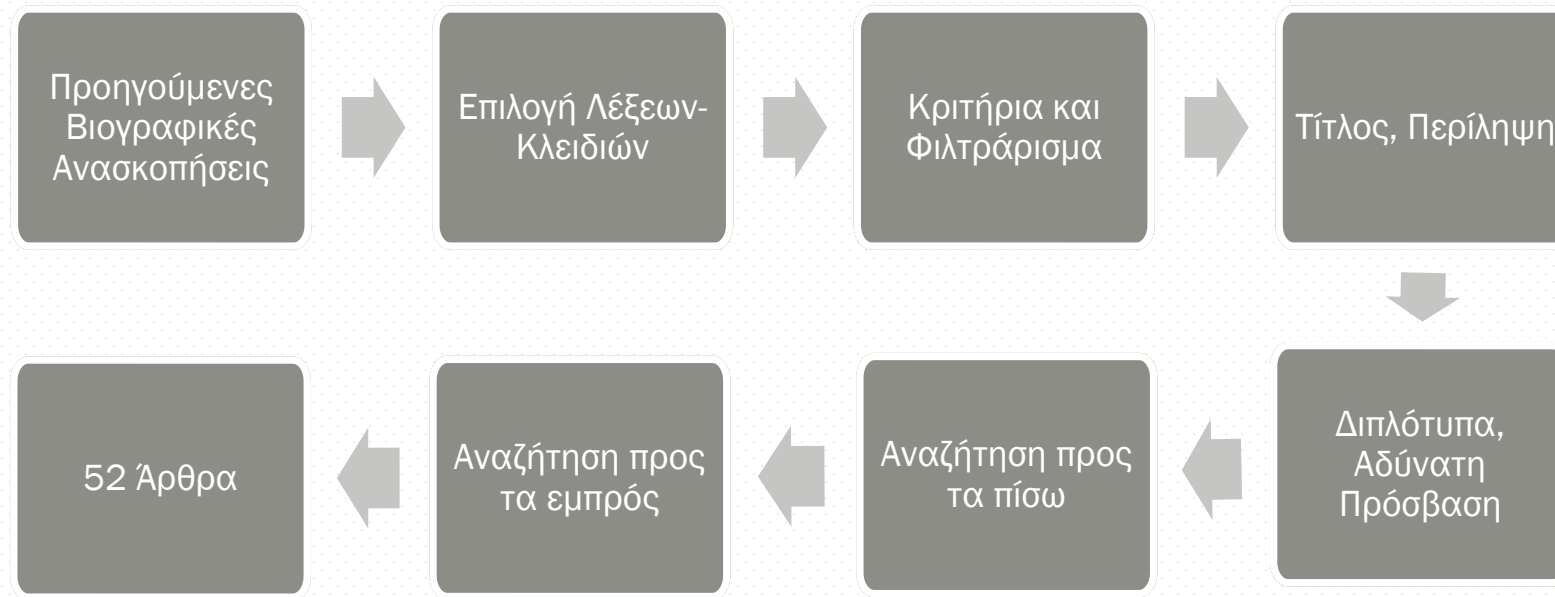 Προηγούμενες
Βιογραφικές
Ανασκοπήσεις
Επιλογή Λέξεων-
Κλειδιών
Κριτήρια και
Φιλτράρισμα
Τίτλος, Περίληψη
Διπλότυπα,
Αδύνατη
Πρόσβαση
Αναζήτηση προς
τα πίσω
Αναζήτηση προς
τα εμπρός
52 Άρθρα